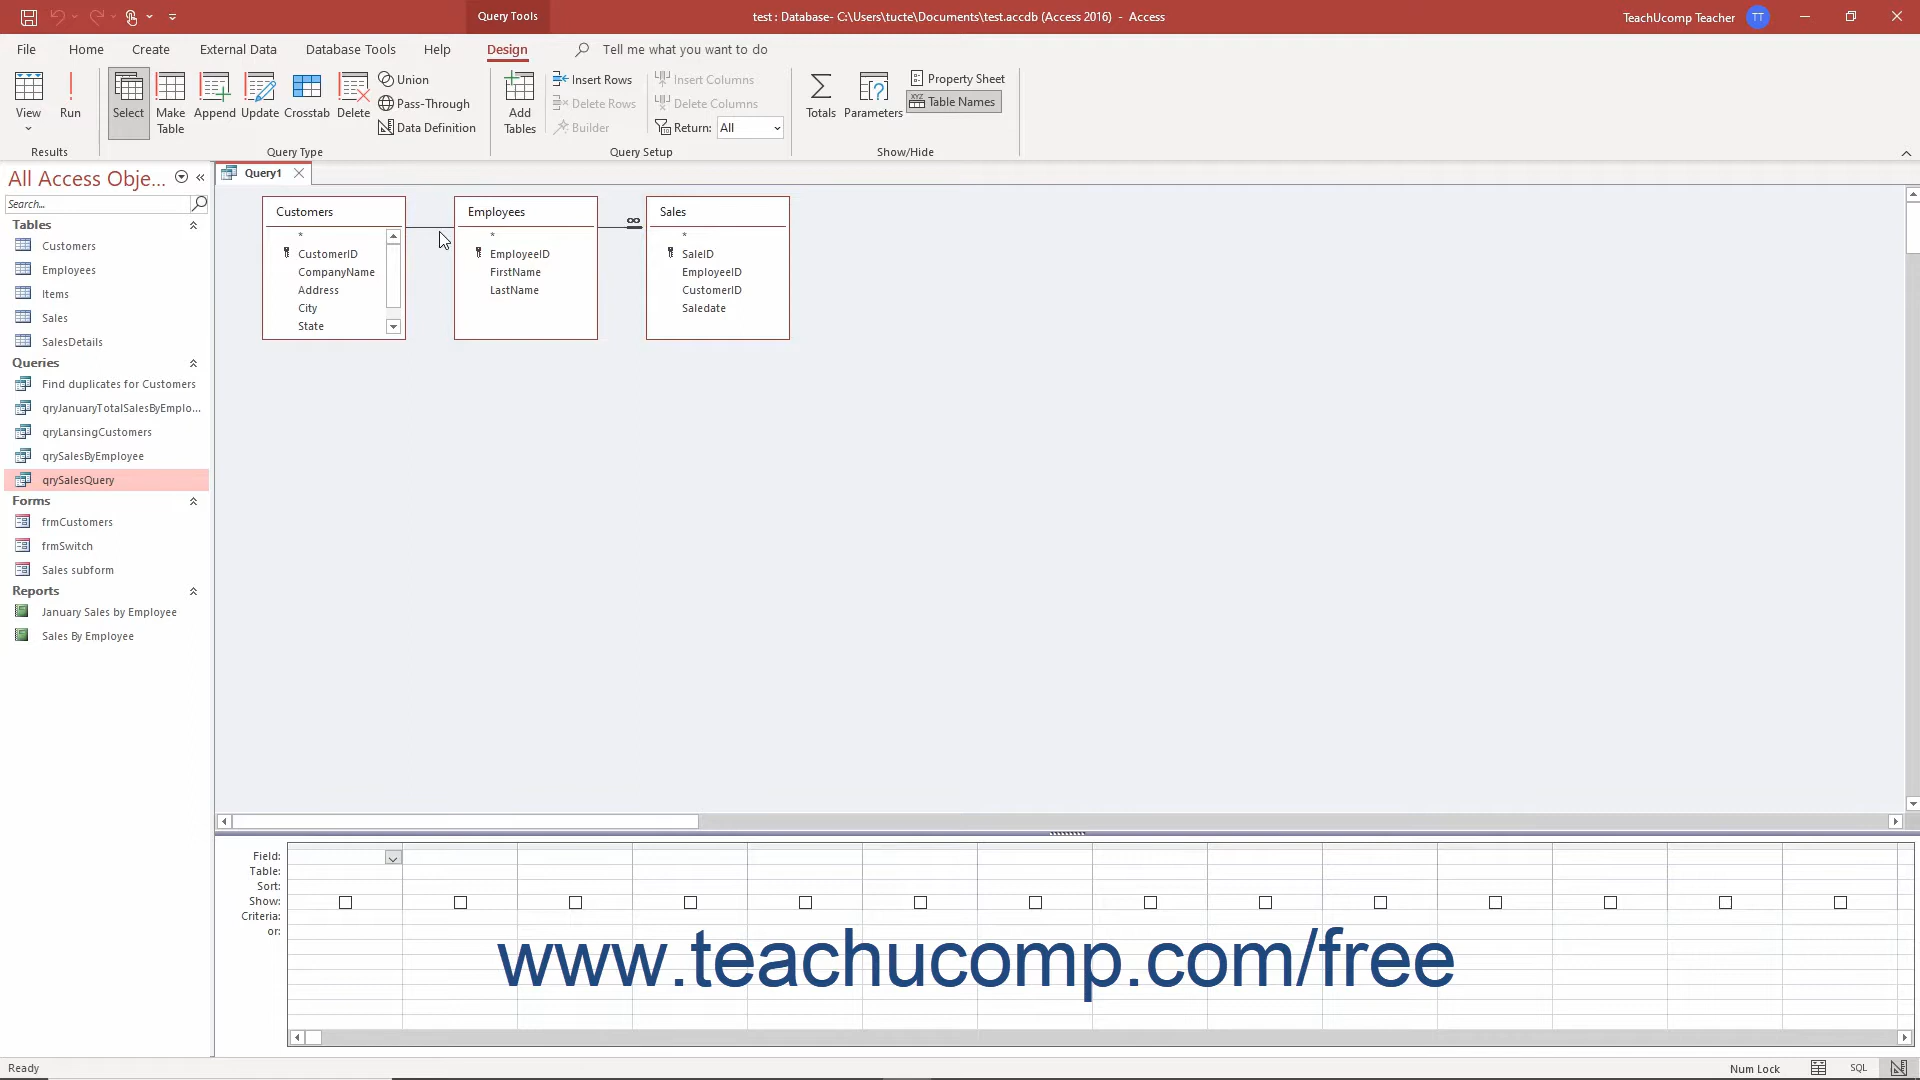 Query Tools
test : Database- C:\Users\tucte\Documents\test.accdb (Access 2016) - Access
TeachUcomp Teacher
TT
File Home Create External Data Database Tools Help Design Tell me what you want to do
View
Run
Results
Select
Make Table
Append
Update
Crosstab
Delete
Union
Pass-Through
Data Definition
Query Type
Add Tables
Insert Rows
Delete Rows
Builder
Insert Columns
Delete Columns
Return: All
Query Setup
Totals
Parameters
Property Sheet
XYZ Table Names
Show/Hide
All Access Obje...
Search...
Tables
Customers
Employees
Items
Sales
SalesDetails
Queries
Find duplicates for Customers
qryJanuaryTotalSalesByEmplo...
qryLansingCustomers
qrySalesByEmployee
qrySalesQuery
Forms
frmCustomers
frmSwitch
Sales subform
Reports
January Sales by Employee
Sales By Employee
Query1
Customers
*
CustomerID
CompanyName
Address
City
State
Employees
*
EmployeeID
FirstName
LastName
∞
Sales
*
SaleID
EmployeeID
CustomerID
Saledate
Field:
Table:
Sort:
Show:
Criteria:
or:
www.teachucomp.com/free
Ready
Num Lock
SQL